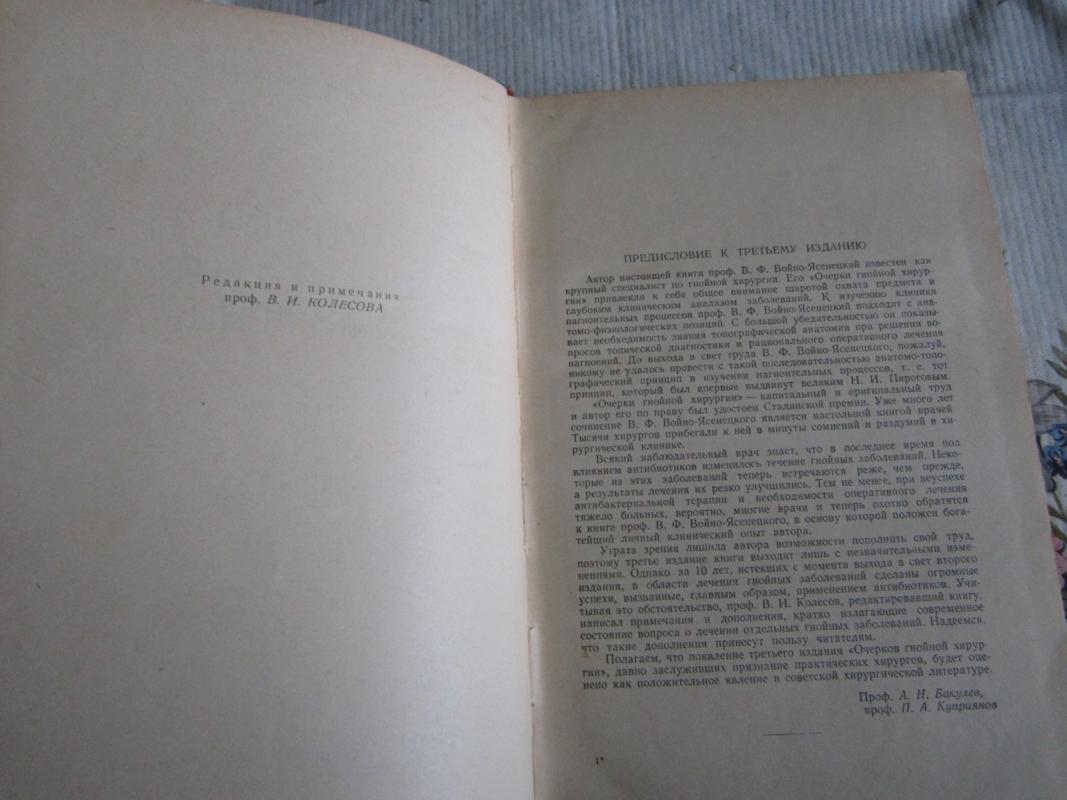 Редакция и примечания
проф. В. И. КОЛЕСОВА
ПРЕДИСЛОВИЕ К ТРЕТЬЕМУ ИЗДАНИЮ
Автор настоящей книги проф. В. Ф. Войно-Ясенецкий известен как
крупный специалист по гнойной хирургии. Его «Очерки гнойной хирур-
гии» привлекли к себе общее внимание широтой охвата предмета и
глубоким клиническим анализом заболеваний. К изучению клиники
нагноительных процессов проф. В. Ф. Войно-Ясенецкий подходит с ана-
томо-физиологических позиций. С большой убедительностью он показы-
вает необходимость знания топографической анатомии при решении во-
просов топической диагностики и рационального оперативного лечения
нагноений. До выхода в свет труда В. Ф. Войно-Ясенецкого, пожалуй,
никому не удалось провести с такой последовательностью анатомо-топо-
графический принцип в изучении нагноительных процессов, т. е. тот
принцип, который был впервые выдвинут великим Н. И. Пироговым.
«Очерки гнойной хирургии» — капитальный и оригинальный труд
и автор его по праву был удостоен Сталинской премии. Уже много лет
сочинение В. Ф. Войно-Ясенецкого является настольной книгой врачей
Тысячи хирургов прибегали к ней в минуты сомнений и раздумий в хи-
рургической клинике.
Всякий наблюдательный врач знает, что в последнее время под
влиянием антибиотиков изменилось течение гнойных заболеваний. Неко-
торые из этих заболеваний теперь встречаются реже, чем прежде,
а результаты лечения их резко улучшились. Тем не менее, при неуспехе
антибактериальной терапии и необходимости оперативного лечения
тяжело больных, вероятно, многие врачи и теперь охотно обратятся
к книге проф. В. Ф. Войно-Ясенецкого, в основу которой положен бога-
тейший личный клинический опыт автора.
Утрата зрения лишила автора возможности пополнить свой труд,
поэтому третье издание книги выходят лишь с незначительными изме-
нениями. Однако за 10 лет, истекших с момента выхода в свет второго
издания, в области лечения гнойных заболеваний сделаны огромные
успехи, вызванные, главным образом, применением антибиотиков. Учи-
тывая это обстоятельство, проф. В. И. Колесов, редактировавший книгу,
написал примечания и дополнения, кратко излагающие современное
состояние вопроса о лечении отдельных гнойных заболеваний. Надеемся,
что такие дополнения принесут пользу читателям.
Полагаем, что появление третьего издания «Очерков гнойной хирур-
гии», давно заслуживших признание практических хирургов, будет оце-
нено как положительное явление в советской хирургической литературе.
Проф. А. Н. Бакулев,
проф. П. А. Куприянов
1*